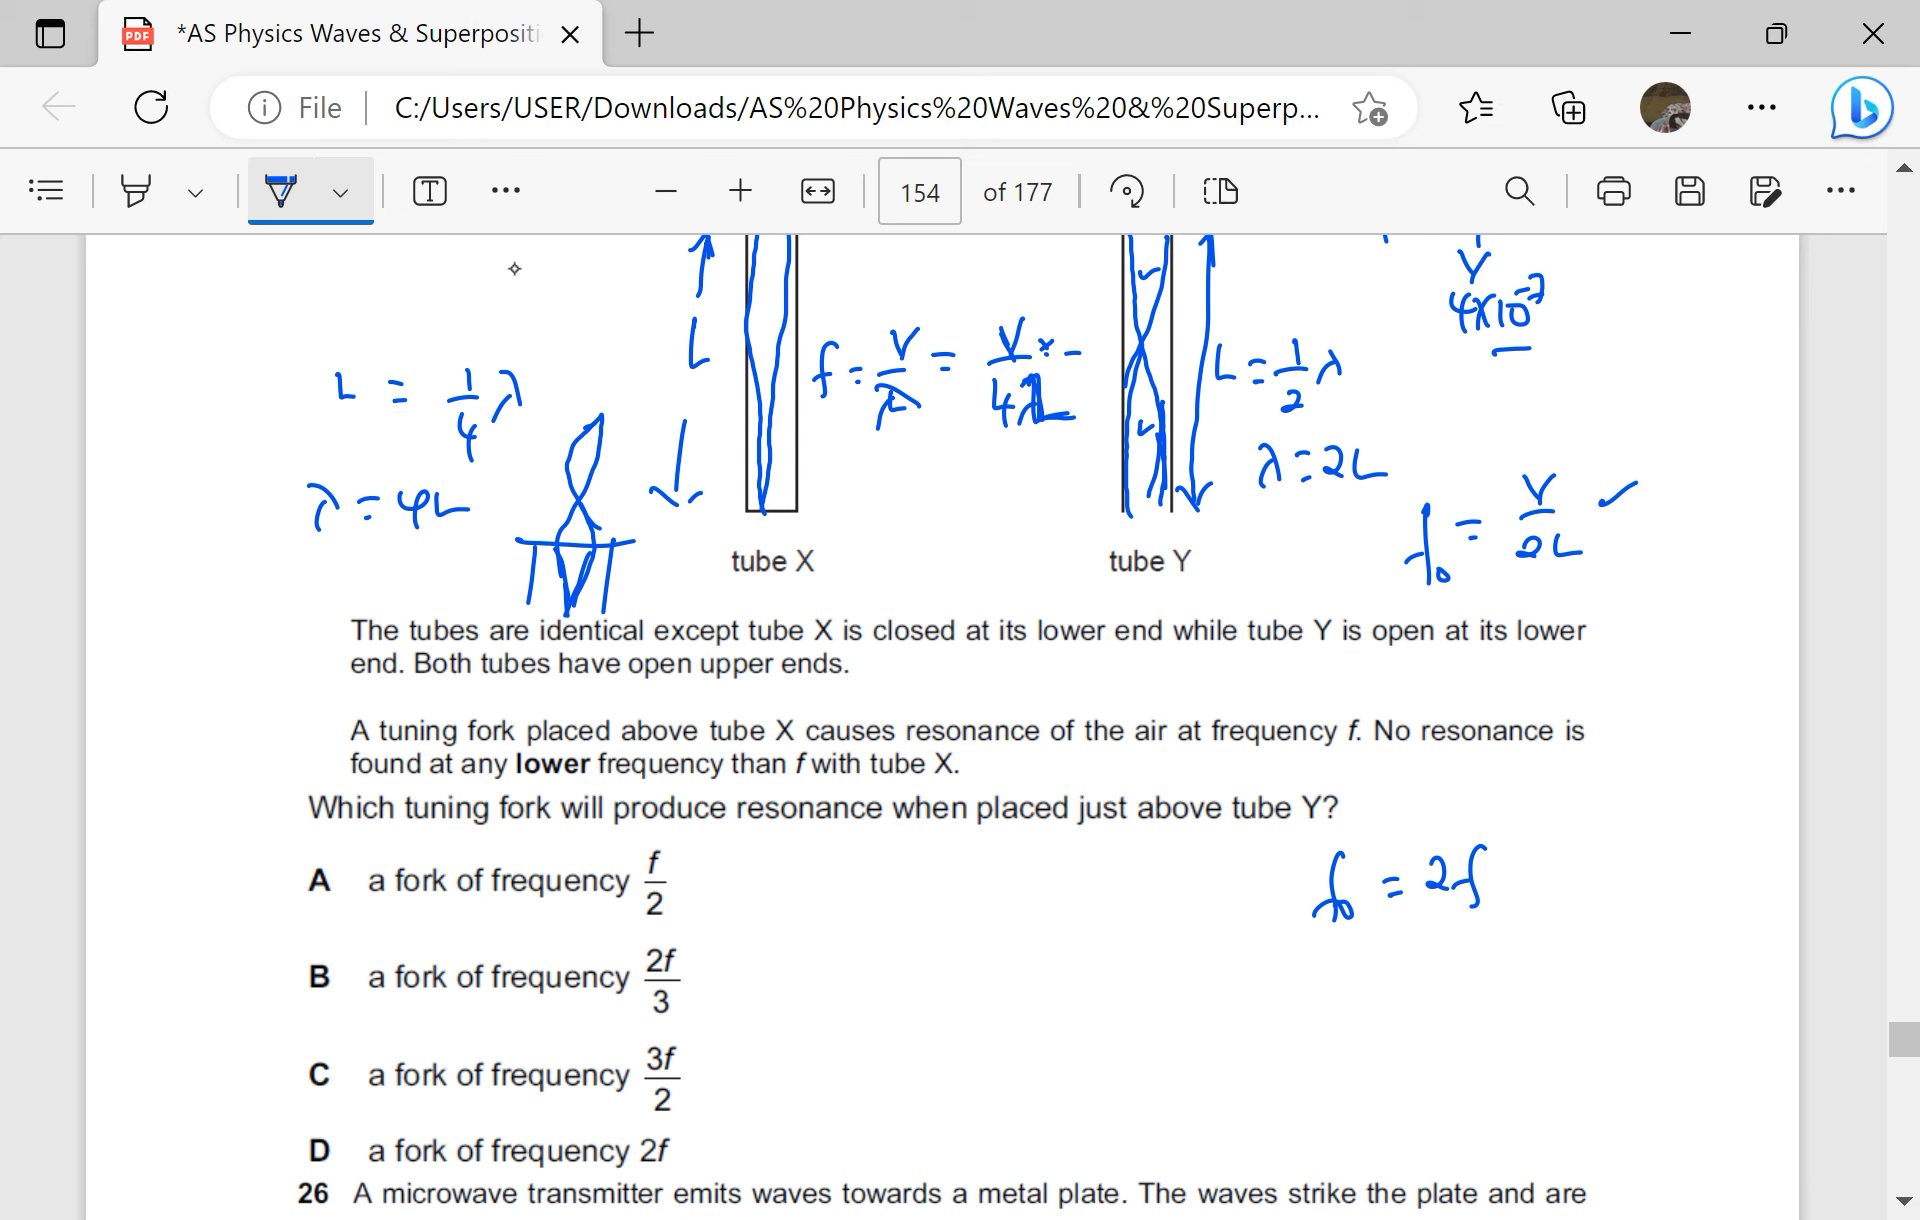 *AS Physics Waves & Superpositi
File
C:/Users/USER/Downloads/AS%20Physics%20Waves%20&%20Superp...
154 of 177
V
4x10⁻⁷
L
f = V/λ = V/4L
L = 1/4 λ
L = 1/2 λ
λ = 4L
λ = 2L
f₀ = V/2L ✓
tube X
tube Y
The tubes are identical except tube X is closed at its lower end while tube Y is open at its lower
end. Both tubes have open upper ends.
A tuning fork placed above tube X causes resonance of the air at frequency f. No resonance is
found at any lower frequency than f with tube X.
Which tuning fork will produce resonance when placed just above tube Y?
f₀ = 2f
A a fork of frequency f/2
B a fork of frequency 2f/3
C a fork of frequency 3f/2
D a fork of frequency 2f
26 A microwave transmitter emits waves towards a metal plate. The waves strike the plate and are